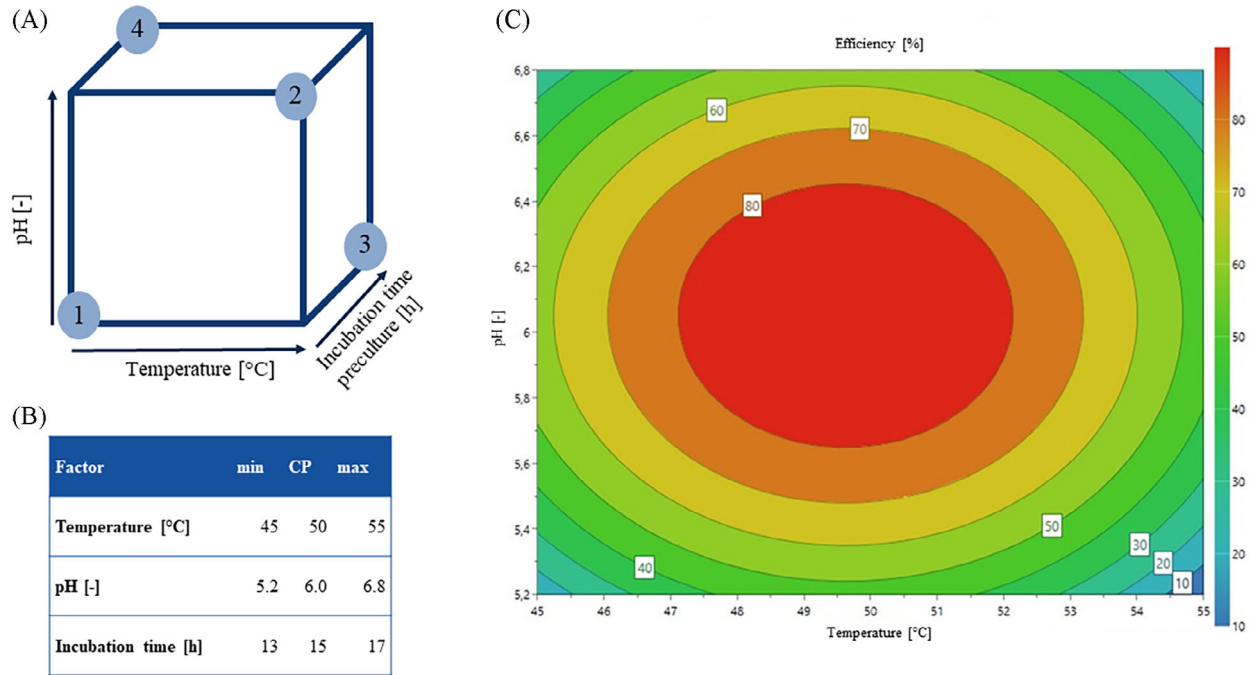 (A)
4
2
3
1
pH [-]
Temperature [°C]
Incubation time
preculture [h]
(B)
Factor min CP max
Temperature [°C] 45 50 55
pH [-] 5.2 6.0 6.8
Incubation time [h] 13 15 17
(C)
Efficiency [%]
6,8
6,6
6,4
6,2
6
5,8
5,6
5,4
5,2
pH [-]
60
70
80
50
40
30
20
10
45 46 47 48 49 50 51 52 53 54 55
Temperature [°C]
80
70
60
50
40
30
20
10